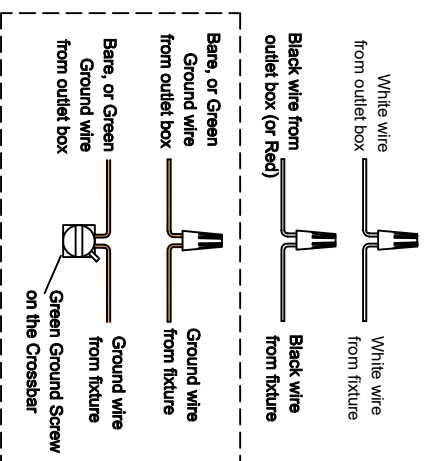 White wire
from outlet box
White wire
from fixture
Black wire from
outlet box (or Red)
Black wire
from fixture
Bare, or Green
Ground wire
from outlet box
Ground wire
from fixture
Bare, or Green
Ground wire
from outlet box
Ground wire
from fixture
Green Ground Screw
on the Crossbar